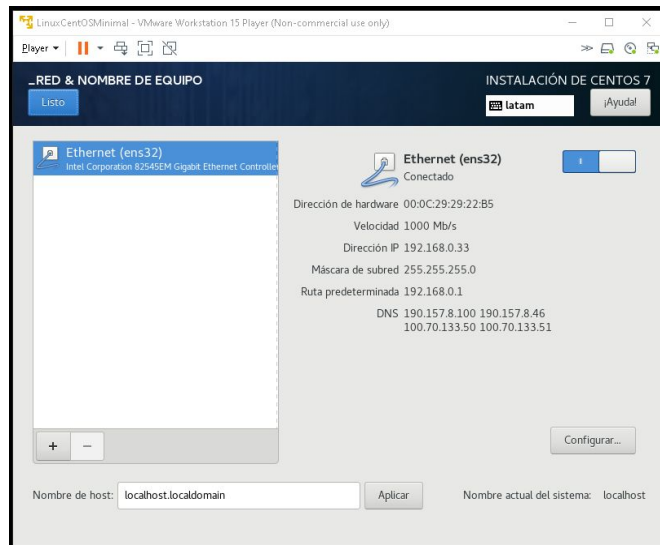 LinuxCentOSMinimal - VMware Workstation 15 Player (Non-commercial use only)
Player
_RED & NOMBRE DE EQUIPO
INSTALACIÓN DE CENTOS 7
Listo
latam
¡Ayuda!
Ethernet (ens32)
Intel Corporation 82545EM Gigabit Ethernet Controlle
Ethernet (ens32)
Conectado
Dirección de hardware 00:0C:29:29:22:B5
Velocidad 1000 Mb/s
Dirección IP 192.168.0.33
Máscara de subred 255.255.255.0
Ruta predeterminada 192.168.0.1
DNS 190.157.8.100 190.157.8.46
100.70.133.50 100.70.133.51
+ −
Configurar...
Nombre de host: localhost.localdomain Aplicar Nombre actual del sistema: localhost